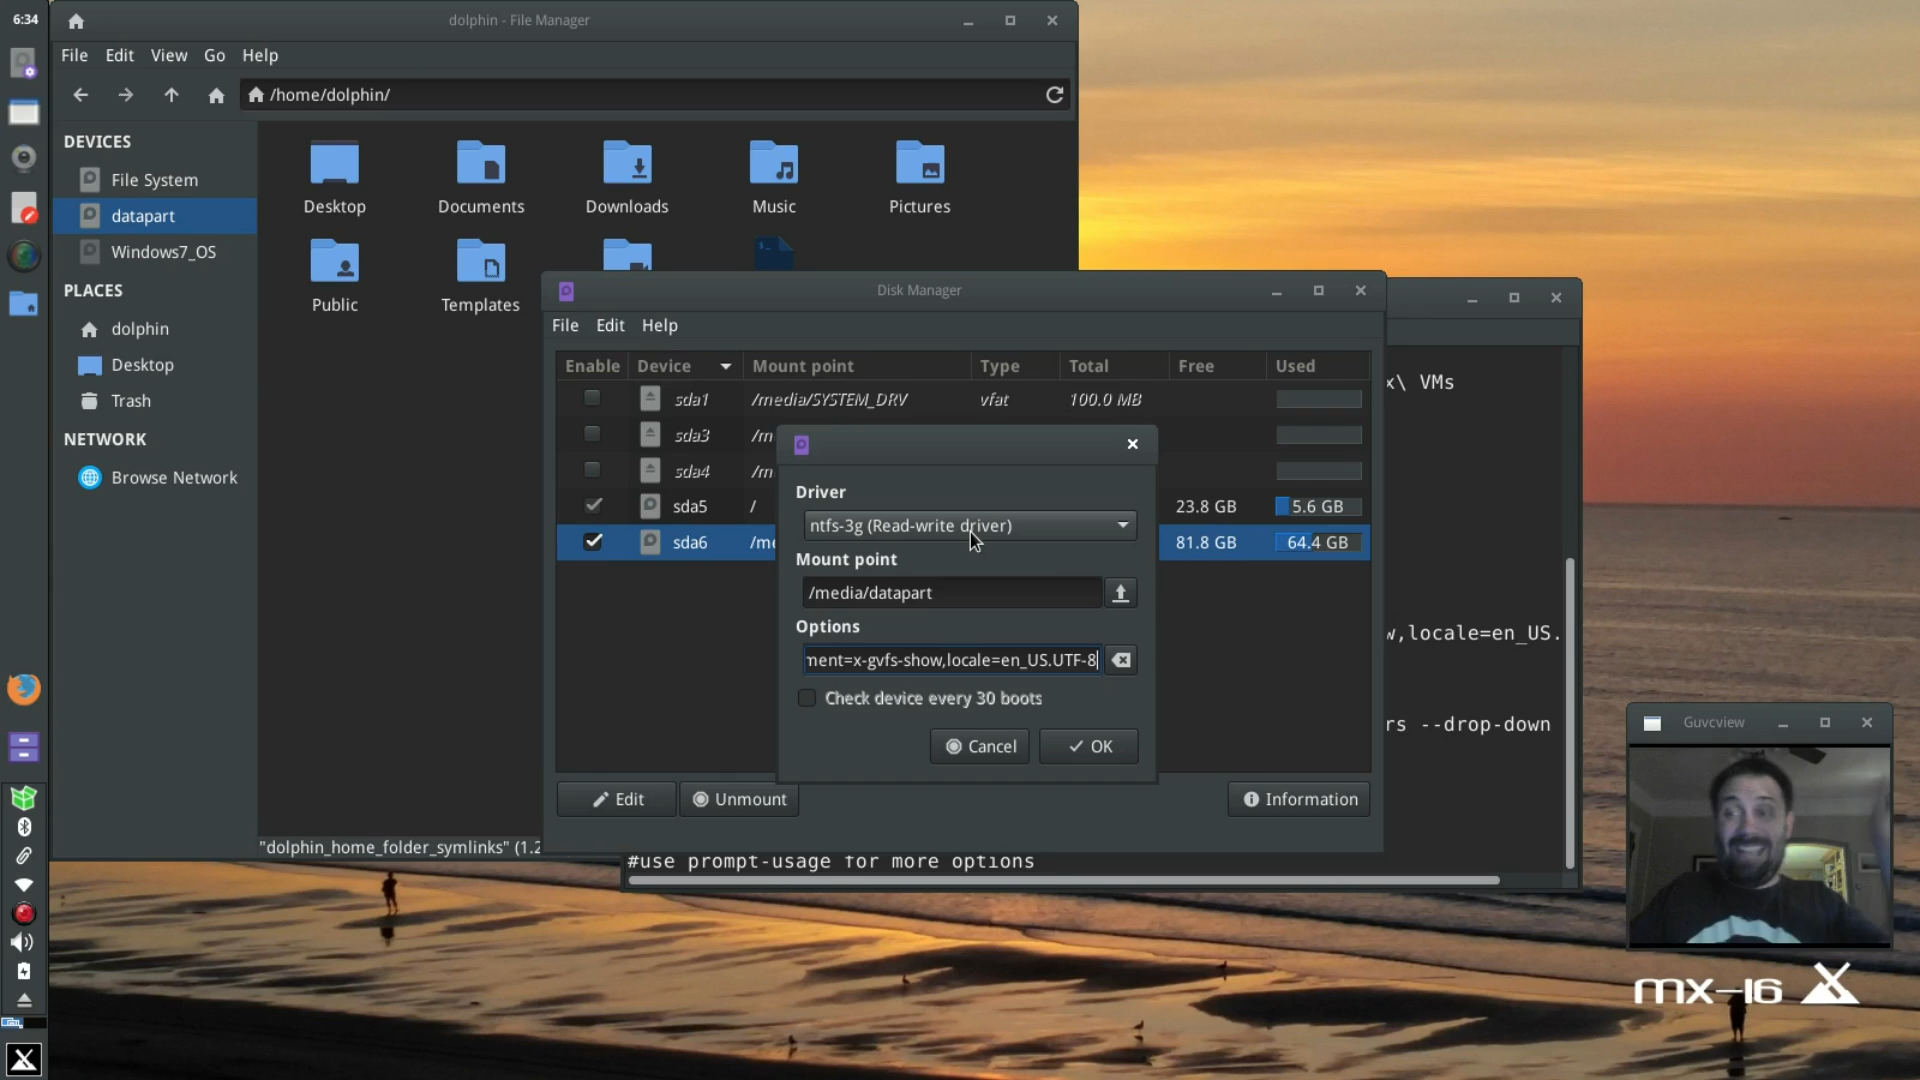 6:34
dolphin - File Manager
File Edit View Go Help
/home/dolphin/
DEVICES
File System
datapart
Windows7_OS
PLACES
dolphin
Desktop
Trash
NETWORK
Browse Network
Desktop Documents Downloads Music Pictures
Public Templates
"dolphin_home_folder_symlinks" (1.2
Disk Manager
File Edit Help
Enable Device Mount point Type Total Free Used
sda1 /media/SYSTEM_DRV vfat 100.0 MB
sda3 /m
sda4 /m
sda5 / 23.8 GB 5.6 GB
sda6 /me 81.8 GB 64.4 GB
Edit Unmount Information
Driver
ntfs-3g (Read-write driver)
Mount point
/media/datapart
Options
ment=x-gvfs-show,locale=en_US.UTF-8
Check device every 30 boots
Cancel OK
x\ VMs
w,locale=en_US.
rs --drop-down
#use prompt-usage for more options
Guvcview
mx-16